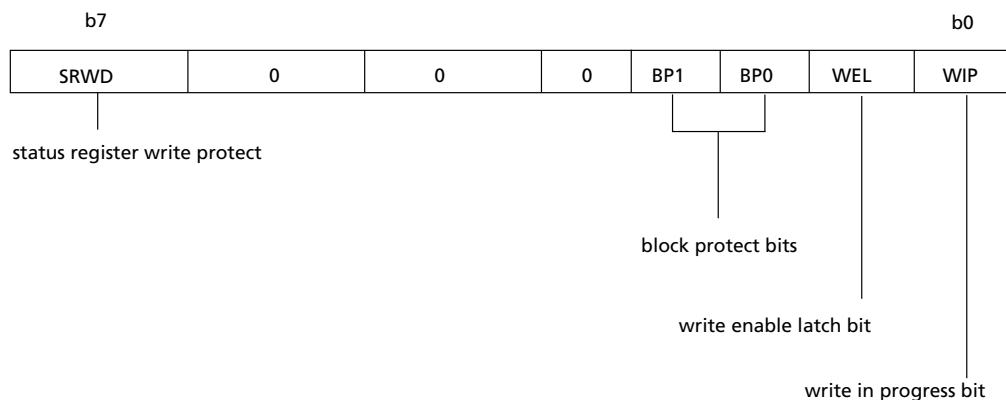 b7 b0
SRWD 0 0 0 BP1 BP0 WEL WIP
status register write protect
block protect bits
write enable latch bit
write in progress bit